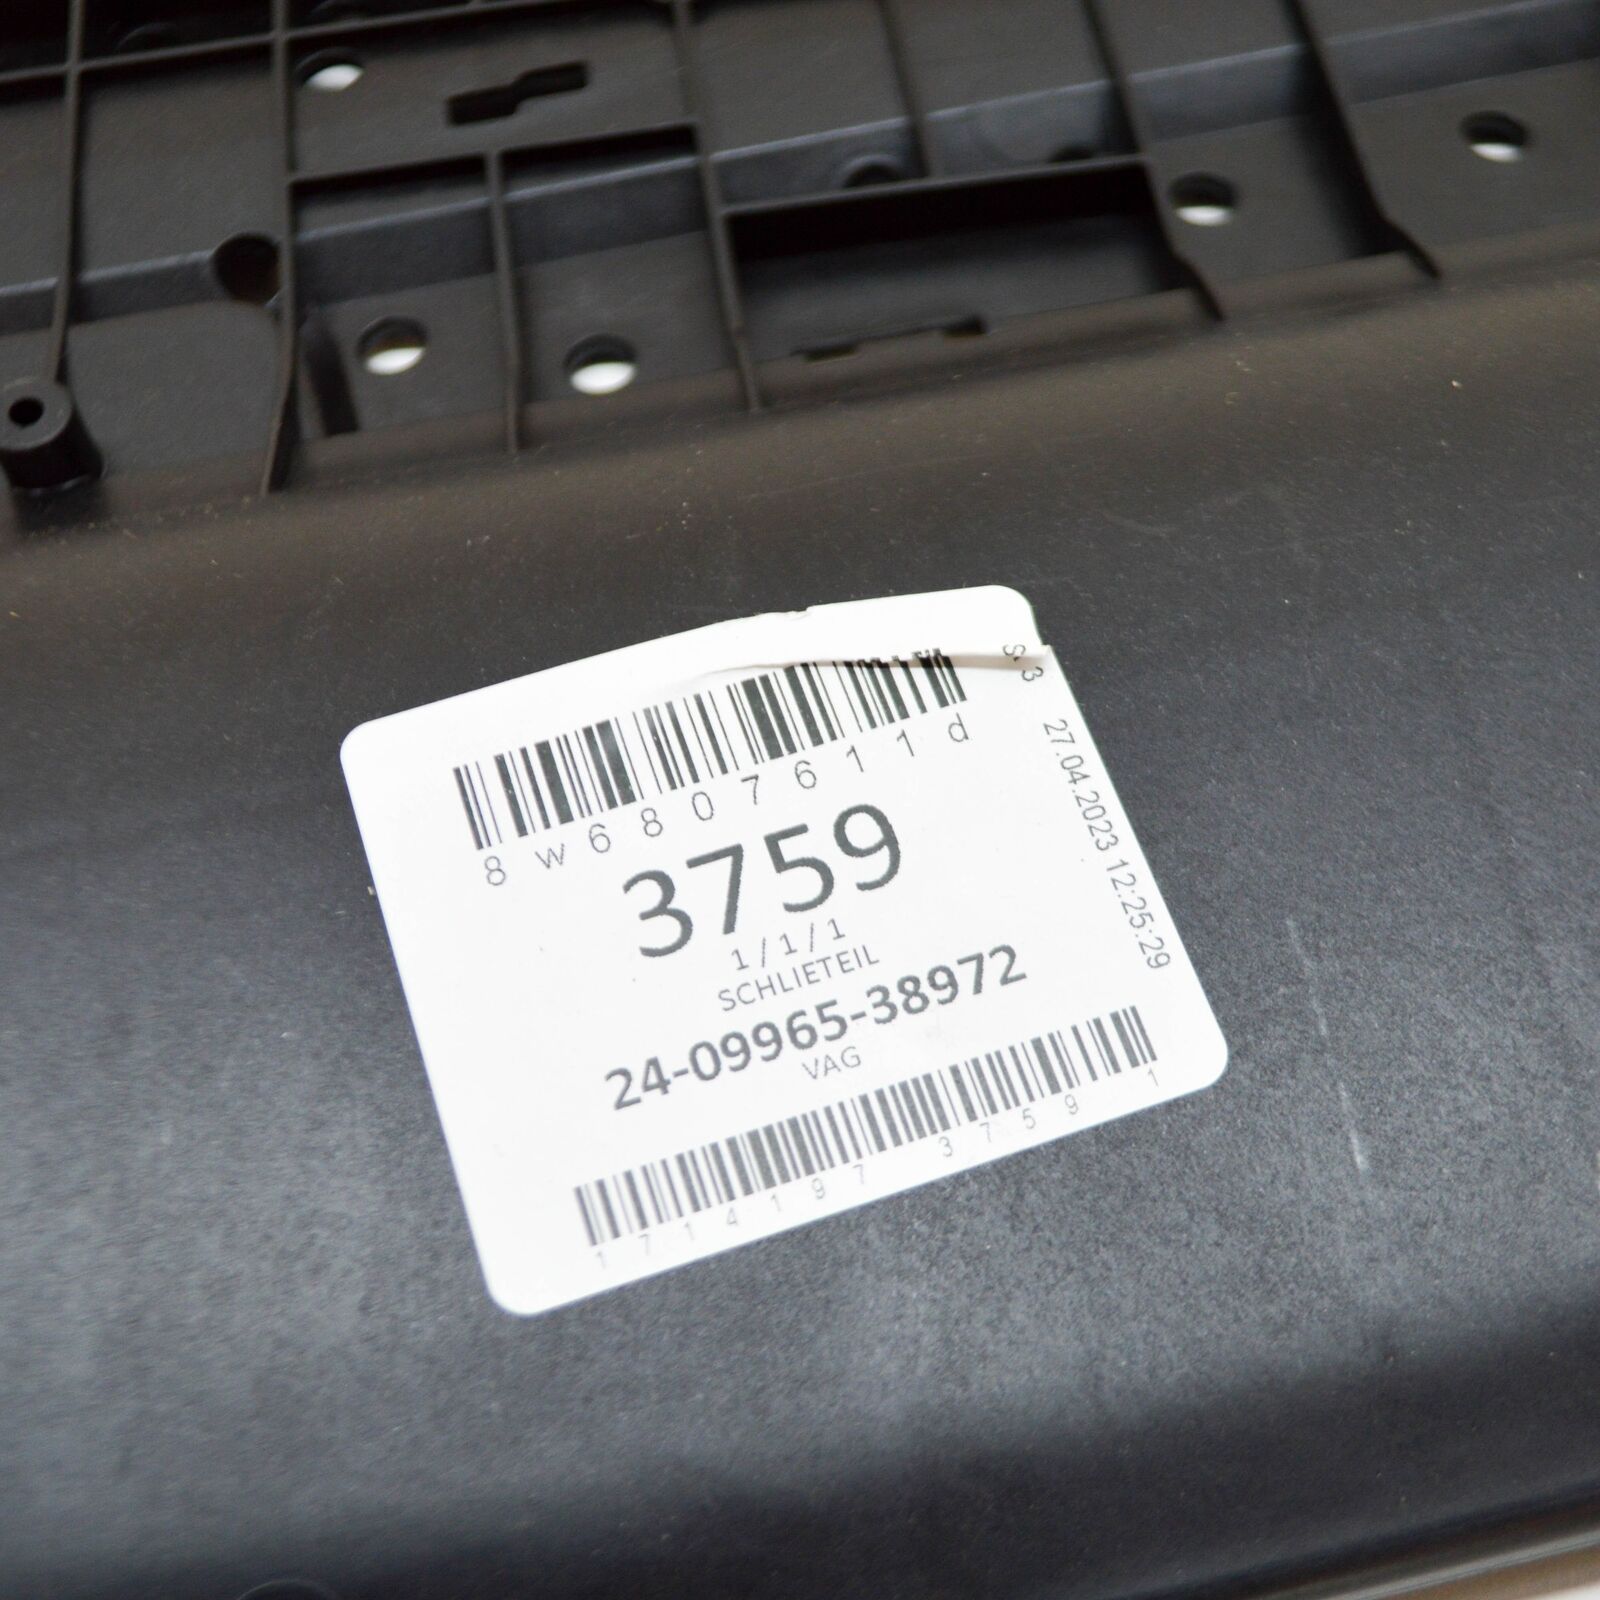 8w6807611d
3759
1/1/1
SCHLIETEIL
24-09965-38972
VAG
1714197 3759 1
S3 27.04.2023 12:25:29